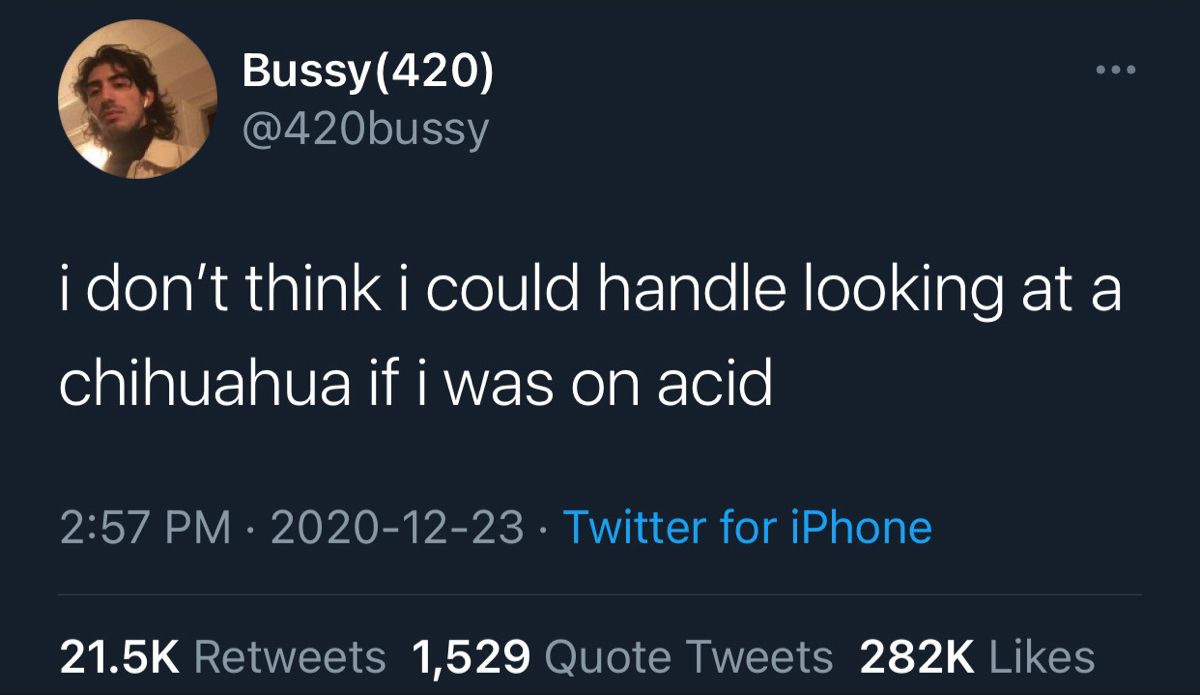 Bussy(420)
@420bussy
i don’t think i could handle looking at a
chihuahua if i was on acid
2:57 PM · 2020-12-23 · Twitter for iPhone
21.5K Retweets 1,529 Quote Tweets 282K Likes